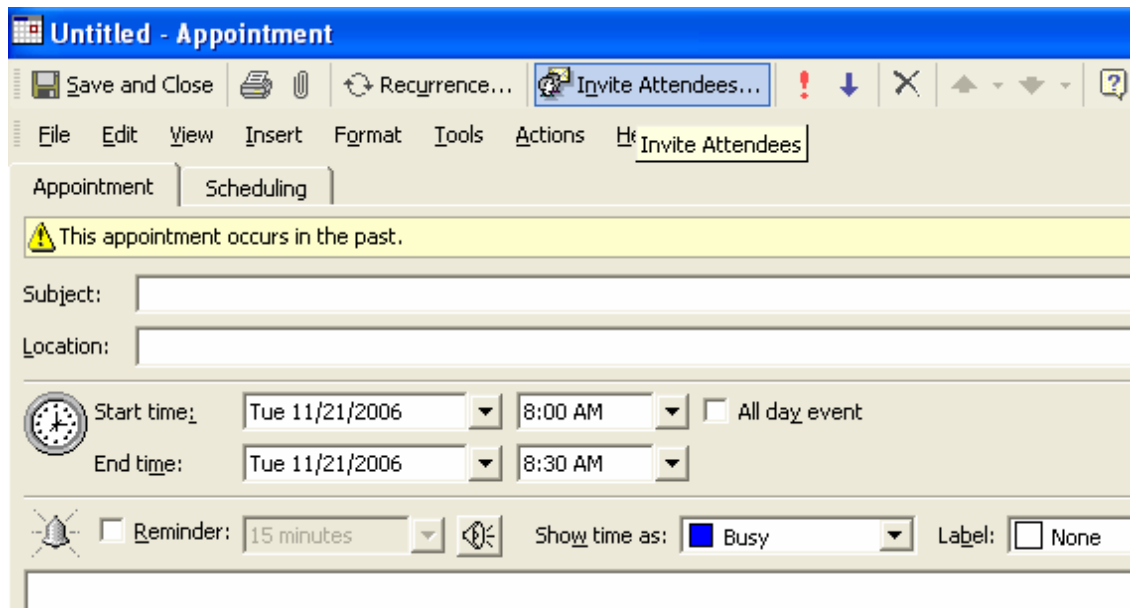 Untitled - Appointment
Save and Close Recurrence... Invite Attendees...
File Edit View Insert Format Tools Actions He
Invite Attendees
Appointment Scheduling
This appointment occurs in the past.
Subject:
Location:
Start time: Tue 11/21/2006 8:00 AM All day event
End time: Tue 11/21/2006 8:30 AM
Reminder: 15 minutes Show time as: Busy Label: None